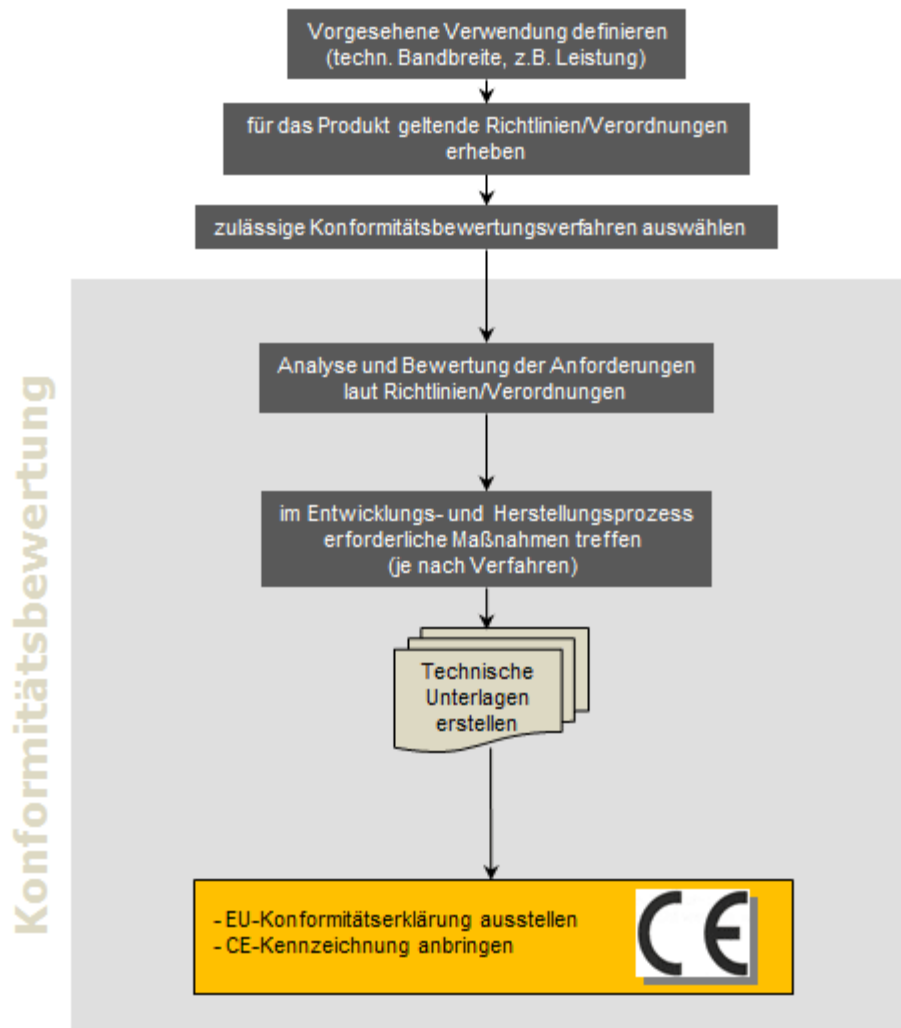 Vorgesehene Verwendung definieren
(techn. Bandbreite, z.B. Leistung)
für das Produkt geltende Richtlinien/Verordnungen
erheben
zulässige Konformitätsbewertungsverfahren auswählen
Konformitätsbewertung
Analyse und Bewertung der Anforderungen
laut Richtlinien/Verordnungen
im Entwicklungs- und Herstellungsprozess
erforderliche Maßnahmen treffen
(je nach Verfahren)
Technische
Unterlagen
erstellen
- EU-Konformitätserklärung ausstellen
- CE-Kennzeichnung anbringen
CE